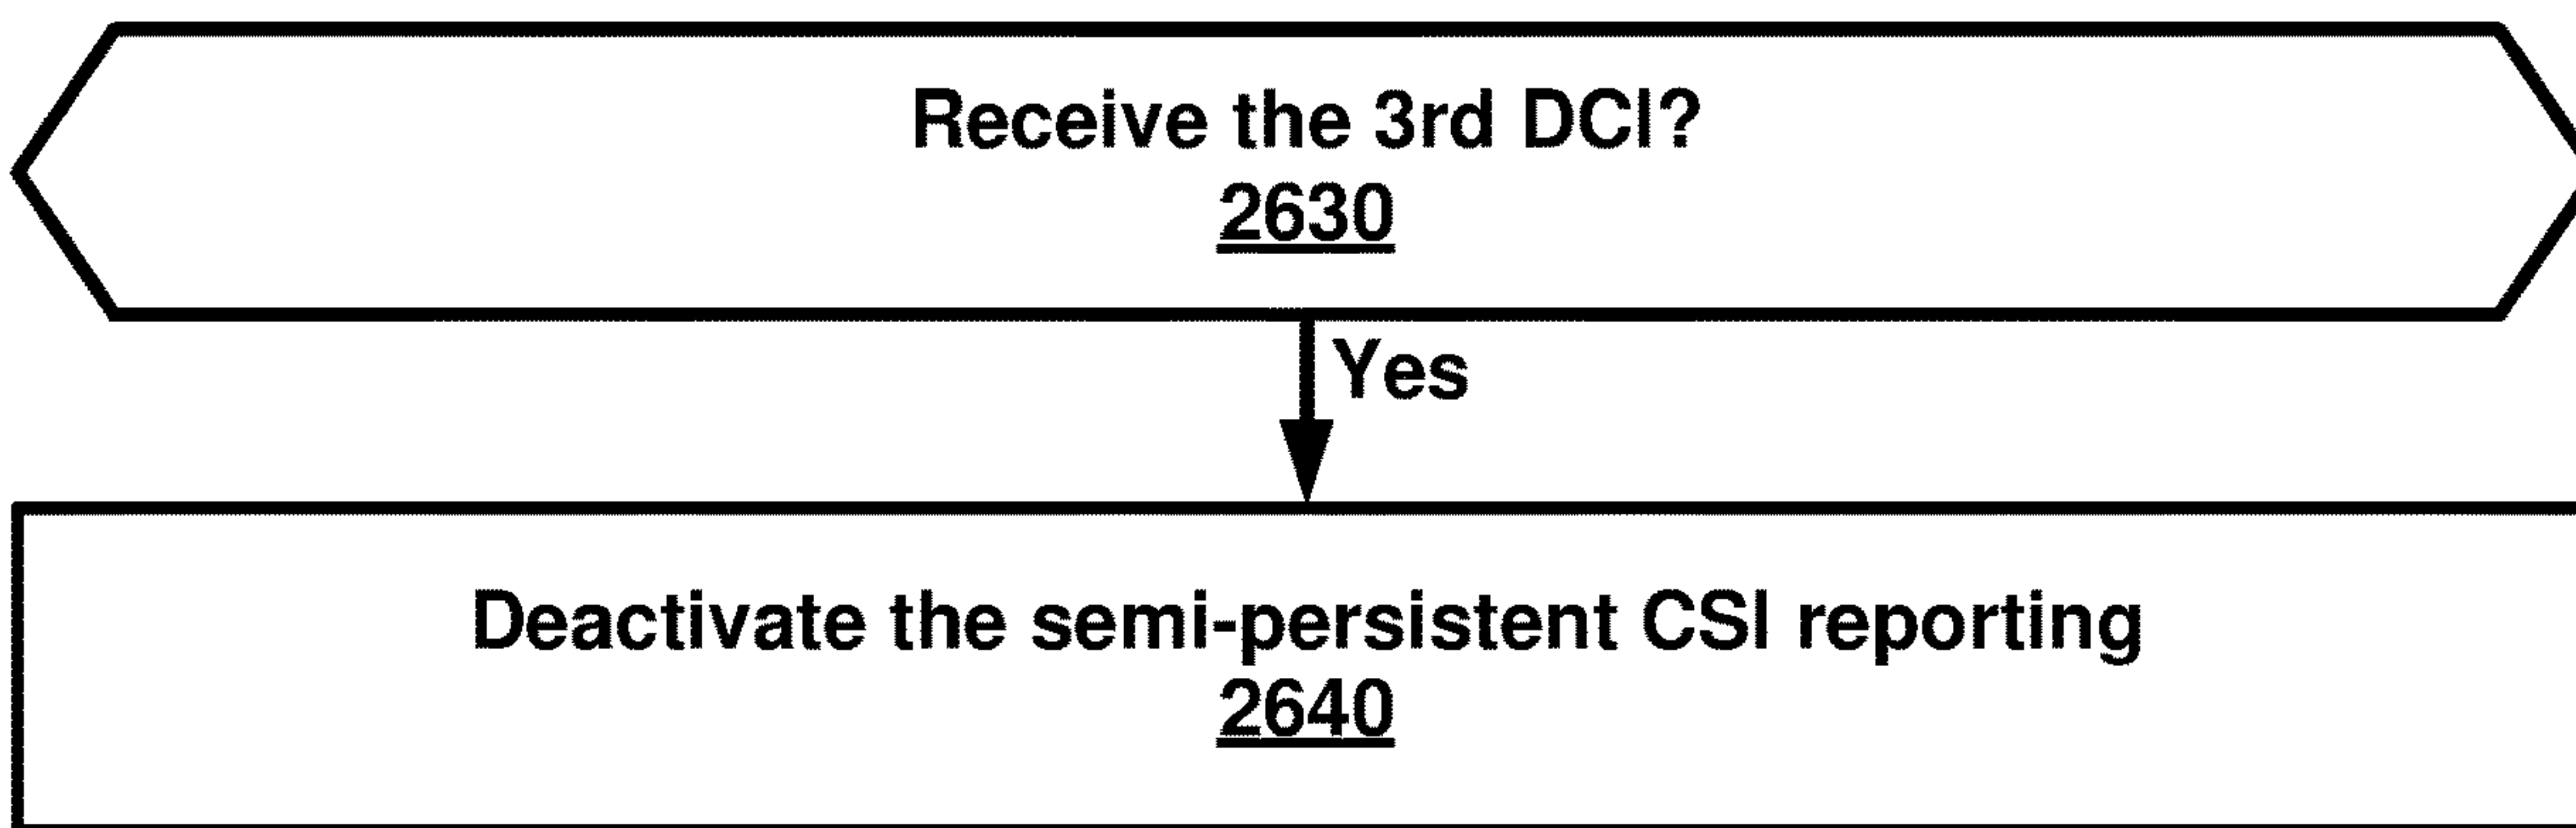 Receive the 3rd DCI?
2630
Yes
Deactivate the semi-persistent CSI reporting
2640